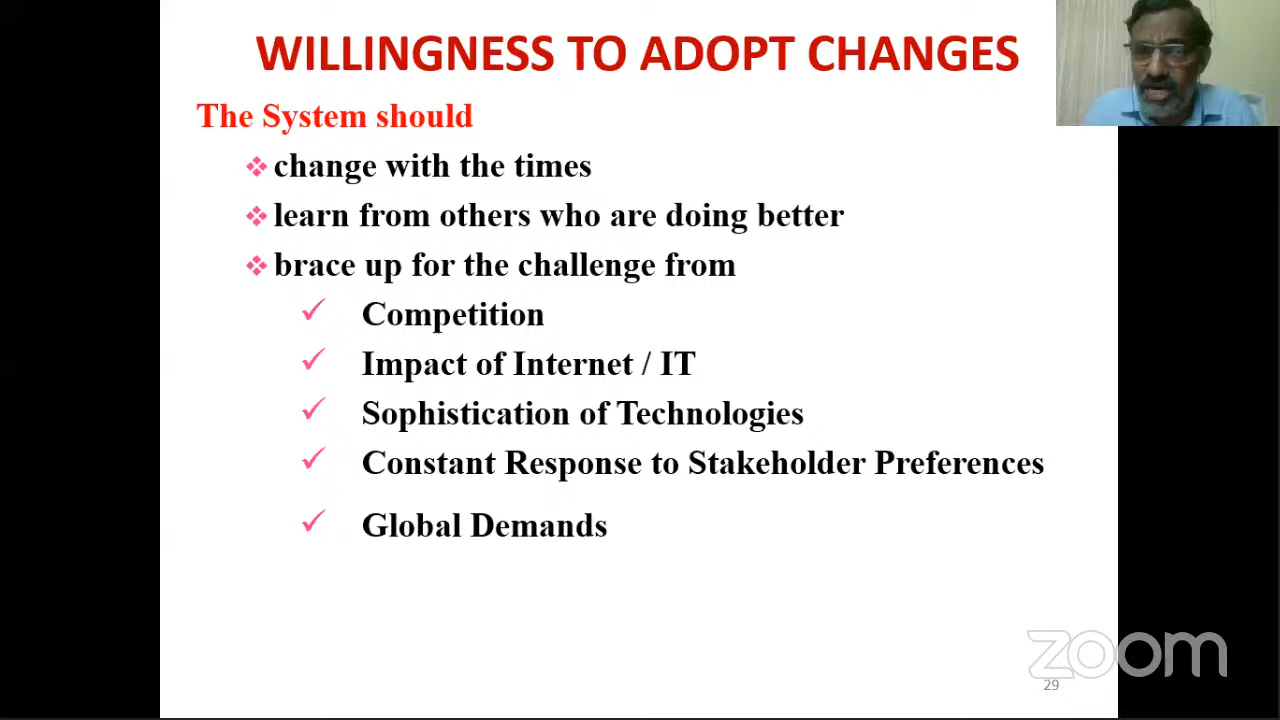 WILLINGNESS TO ADOPT CHANGES
The System should
change with the times
learn from others who are doing better
brace up for the challenge from
Competition
Impact of Internet / IT
Sophistication of Technologies
Constant Response to Stakeholder Preferences
Global Demands
zoom
29